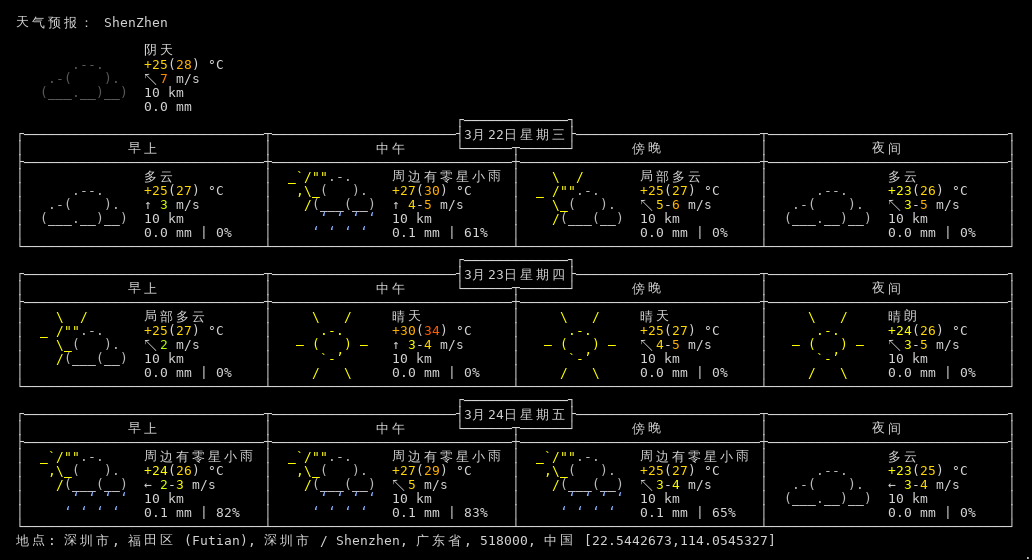 天气预报： ShenZhen
阴天
+25(28) °C
↖7 m/s
10 km
0.0 mm
3月22日星期三
早上 中午 傍晚 夜间
多云 周边有零星小雨 局部多云 多云
+25(27) °C +27(30) °C +25(27) °C +23(26) °C
↑ 3 m/s ↑ 4-5 m/s ↖5-6 m/s ↖3-5 m/s
10 km 10 km 10 km 10 km
0.0 mm | 0% 0.1 mm | 61% 0.0 mm | 0% 0.0 mm | 0%
3月23日星期四
早上 中午 傍晚 夜间
局部多云 晴天 晴天 晴朗
+25(27) °C +30(34) °C +25(27) °C +24(26) °C
↖2 m/s ↑ 3-4 m/s ↖4-5 m/s ↖3-5 m/s
10 km 10 km 10 km 10 km
0.0 mm | 0% 0.0 mm | 0% 0.0 mm | 0% 0.0 mm | 0%
3月24日星期五
早上 中午 傍晚 夜间
周边有零星小雨 周边有零星小雨 周边有零星小雨 多云
+24(26) °C +27(29) °C +25(27) °C +23(25) °C
← 2-3 m/s ↖5 m/s ↖3-4 m/s ← 3-4 m/s
10 km 10 km 10 km 10 km
0.1 mm | 82% 0.1 mm | 83% 0.1 mm | 65% 0.0 mm | 0%
地点: 深圳市, 福田区 (Futian), 深圳市 / Shenzhen, 广东省, 518000, 中国 [22.5442673,114.0545327]